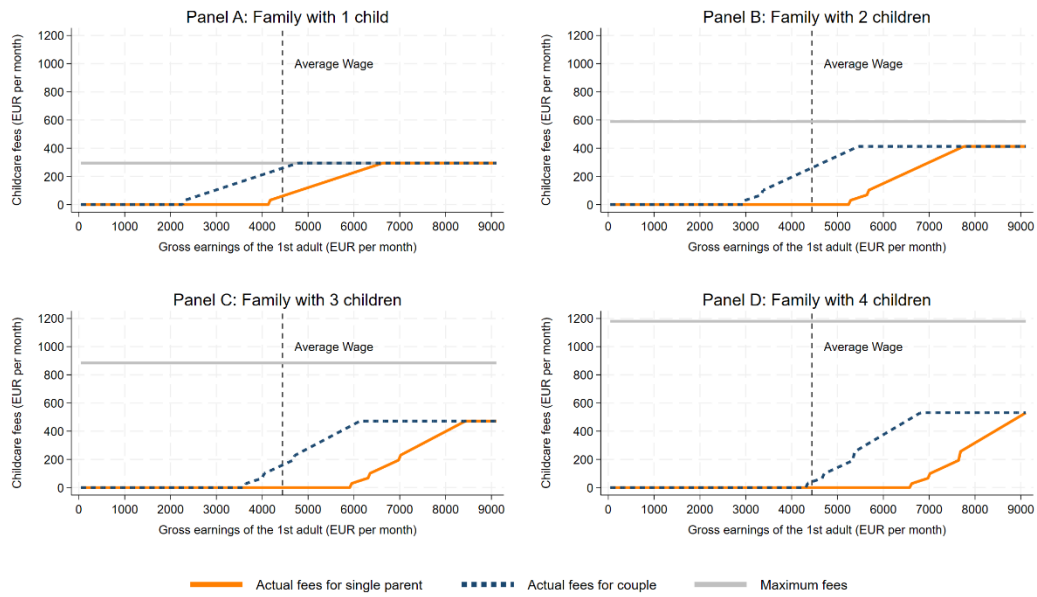 Panel A: Family with 1 child
Childcare fees (EUR per month)
1200
1000
800
600
400
200
0
Average Wage
0 1000 2000 3000 4000 5000 6000 7000 8000 9000
Gross earnings of the 1st adult (EUR per month)
Panel B: Family with 2 children
Childcare fees (EUR per month)
1200
1000
800
600
400
200
0
Average Wage
0 1000 2000 3000 4000 5000 6000 7000 8000 9000
Gross earnings of the 1st adult (EUR per month)
Panel C: Family with 3 children
Childcare fees (EUR per month)
1200
1000
800
600
400
200
0
Average Wage
0 1000 2000 3000 4000 5000 6000 7000 8000 9000
Gross earnings of the 1st adult (EUR per month)
Panel D: Family with 4 children
Childcare fees (EUR per month)
1200
1000
800
600
400
200
0
Average Wage
0 1000 2000 3000 4000 5000 6000 7000 8000 9000
Gross earnings of the 1st adult (EUR per month)
Actual fees for single parent Actual fees for couple Maximum fees